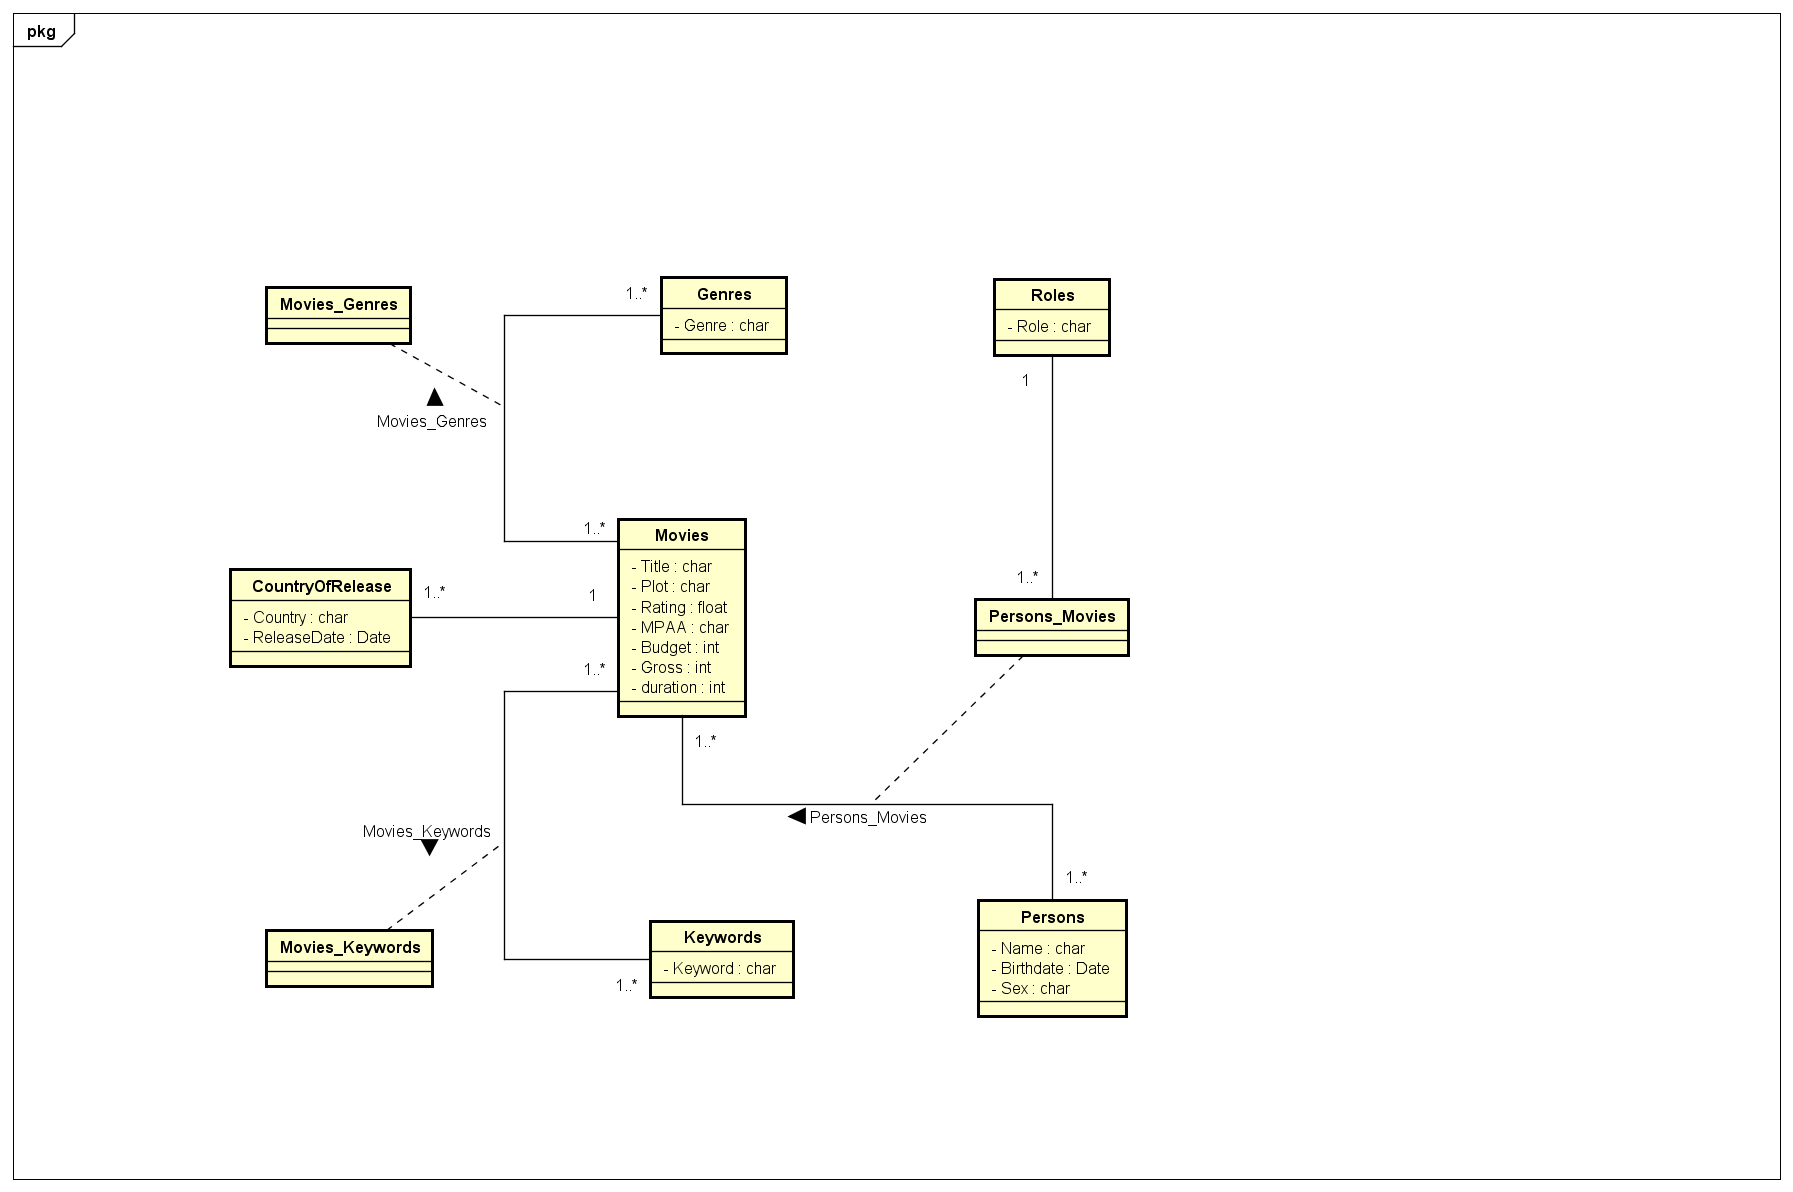 pkg
Movies_Genres
1..*
Genres
- Genre : char
Roles
- Role : char
1
Movies_Genres
1..*
Movies
- Title : char
- Plot : char
- Rating : float
- MPAA : char
- Budget : int
- Gross : int
- duration : int
CountryOfRelease
- Country : char
- ReleaseDate : Date
1..*
1
1..*
1..*
Persons_Movies
1..*
Persons_Movies
Movies_Keywords
1..*
Movies_Keywords
Keywords
- Keyword : char
1..*
Persons
- Name : char
- Birthdate : Date
- Sex : char